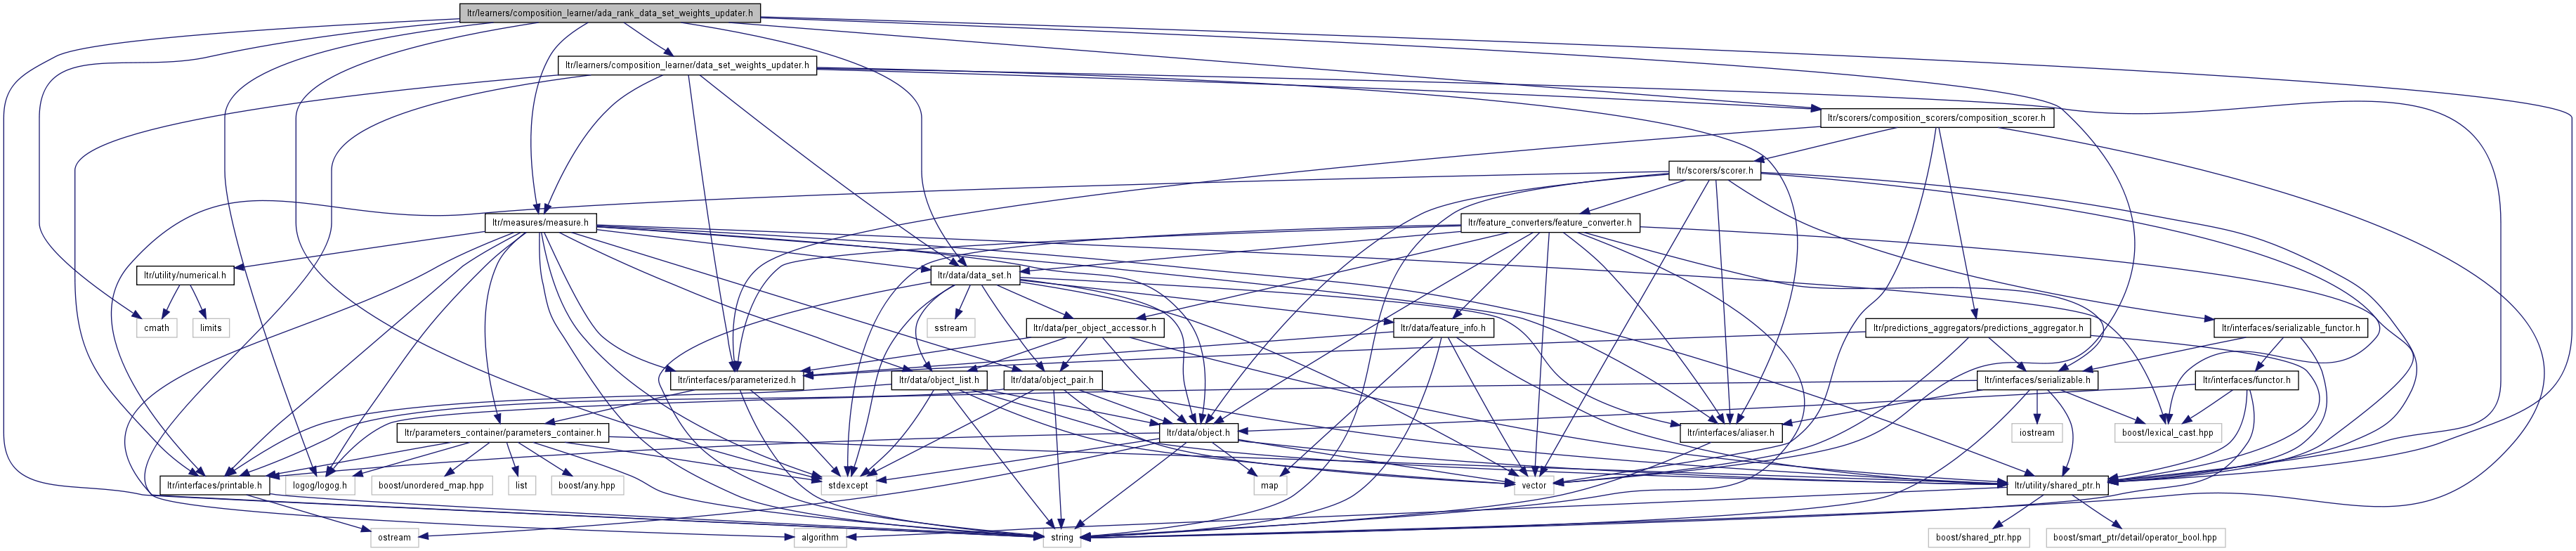 ltr/learners/composition_learner/ada_rank_data_set_weights_updater.h
ltr/learners/composition_learner/data_set_weights_updater.h
ltr/scorers/composition_scorers/composition_scorer.h
ltr/scorers/scorer.h
ltr/measures/measure.h
ltr/feature_converters/feature_converter.h
ltr/utility/numerical.h
ltr/data/data_set.h
cmath
limits
sstream
ltr/data/per_object_accessor.h
ltr/data/feature_info.h
ltr/predictions_aggregators/predictions_aggregator.h
ltr/interfaces/serializable_functor.h
ltr/interfaces/parameterized.h
ltr/data/object_list.h
ltr/data/object_pair.h
ltr/interfaces/serializable.h
ltr/interfaces/functor.h
ltr/parameters_container/parameters_container.h
ltr/data/object.h
ltr/interfaces/aliaser.h
iostream
boost/lexical_cast.hpp
ltr/interfaces/printable.h
logog/logog.h
boost/unordered_map.hpp
list
boost/any.hpp
stdexcept
map
vector
ltr/utility/shared_ptr.h
ostream
algorithm
string
boost/shared_ptr.hpp
boost/smart_ptr/detail/operator_bool.hpp